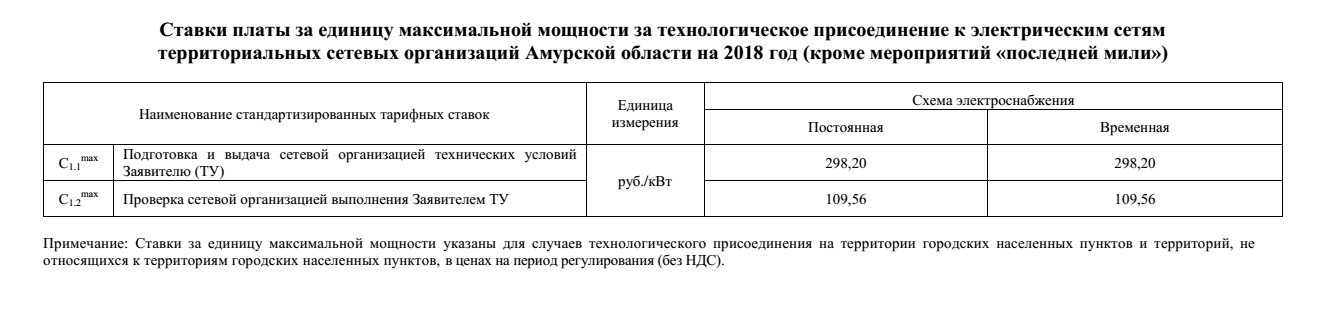 Ставки платы за единицу максимальной мощности за технологическое присоединение к электрическим сетям
территориальных сетевых организаций Амурской области на 2018 год (кроме мероприятий «последней мили»)
Наименование стандартизированных тарифных ставок
Единица
измерения
Схема электроснабжения
Постоянная
Временная
C1.1max
Подготовка и выдача сетевой организацией технических условий
Заявителю (ТУ)
руб./кВт
298,20
298,20
C1.2max
Проверка сетевой организацией выполнения Заявителем ТУ
109,56
109,56
Примечание: Ставки за единицу максимальной мощности указаны для случаев технологического присоединения на территории городских населенных пунктов и территорий, не
относящихся к территориям городских населенных пунктов, в ценах на период регулирования (без НДС).